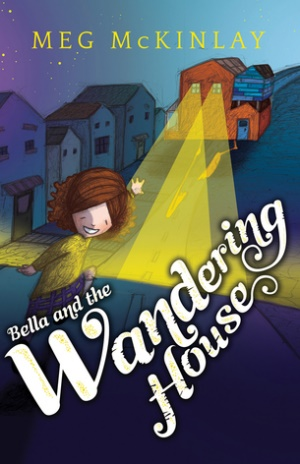 MEG McKINLAY
Bella and the
Wandering
House